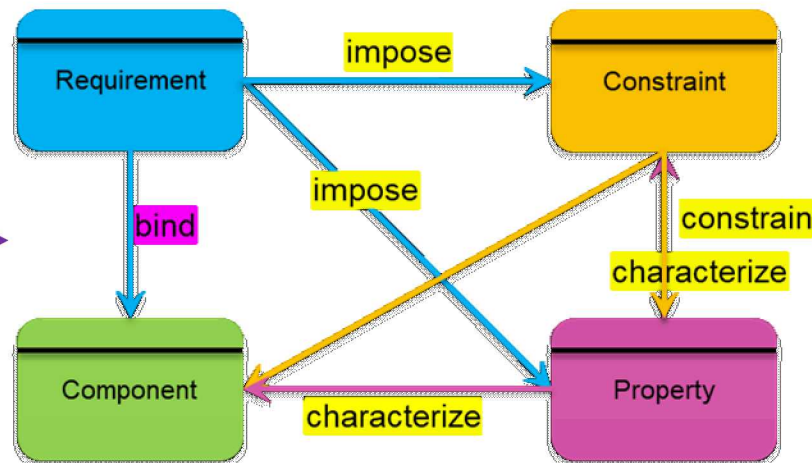 impose
Requirement
Constraint
impose
bind
constrain
characterize
Component
Property
characterize